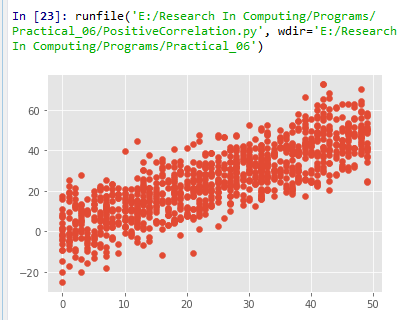 In [23]: runfile('E:/Research In Computing/Programs/
Practical_06/PositiveCorrelation.py', wdir='E:/Research
In Computing/Programs/Practical_06')
60
40
20
0
−20
0 10 20 30 40 50